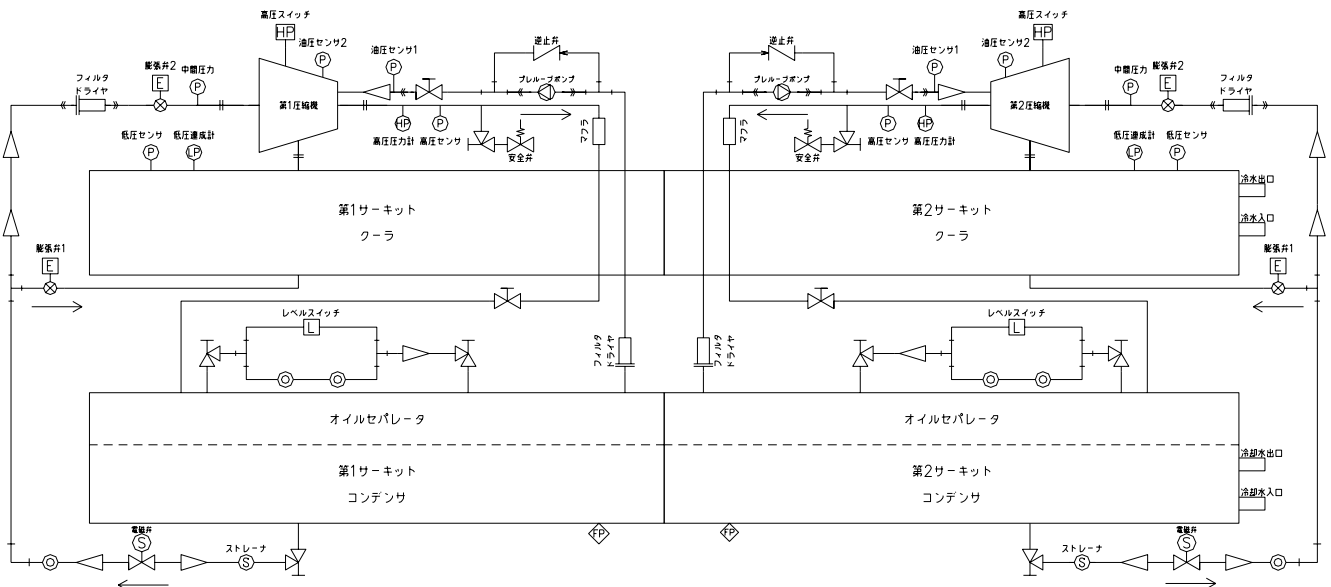 高圧スイッチ
HP
油圧センサ2
P
油圧センサ1
P
逆止弁
プレルーブポンプ
フィルタ
ドライヤ
膨張弁2
E
中間圧力
P
第1圧縮機
低圧センサ
P
低圧連成計
LP
HP
高圧圧力計
P
高圧センサ
安全弁
マフラ
逆止弁
プレルーブポンプ
油圧センサ1
P
油圧センサ2
P
高圧スイッチ
HP
第2圧縮機
中間圧力
P
膨張弁2
E
フィルタ
ドライヤ
マフラ
安全弁
P
高圧センサ
HP
高圧圧力計
低圧連成計
LP
低圧センサ
P
第1サーキット
クーラ
第2サーキット
クーラ
冷水出口
冷水入口
膨張弁1
E
膨張弁1
E
レベルスイッチ
L
フィルタ
ドライヤ
フィルタ
ドライヤ
レベルスイッチ
L
オイルセパレータ
オイルセパレータ
第1サーキット
コンデンサ
第2サーキット
コンデンサ
冷却水出口
冷却水入口
FP
FP
電磁弁
S
ストレーナ
S
ストレーナ
S
電磁弁
S